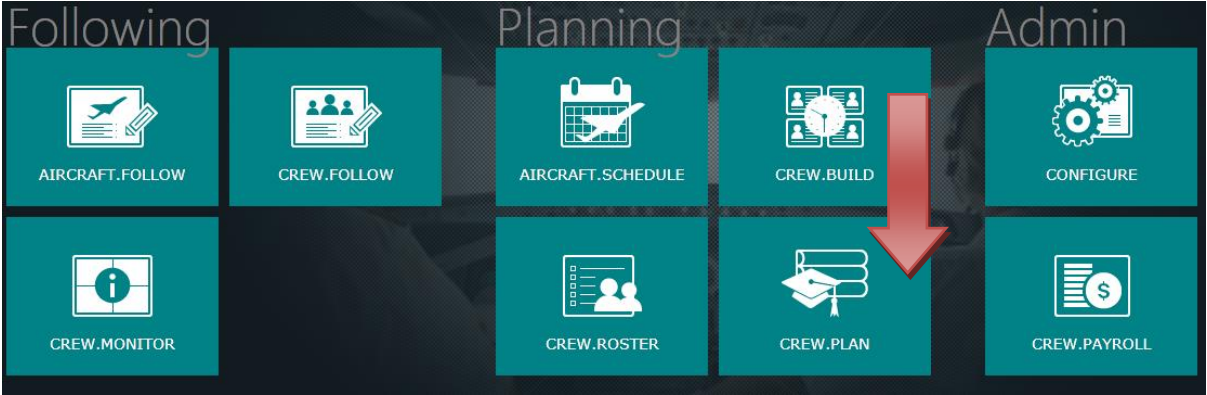 Following
Planning
Admin
AIRCRAFT.FOLLOW
CREW.FOLLOW
AIRCRAFT.SCHEDULE
CREW.BUILD
CONFIGURE
CREW.MONITOR
CREW.ROSTER
CREW.PLAN
CREW.PAYROLL